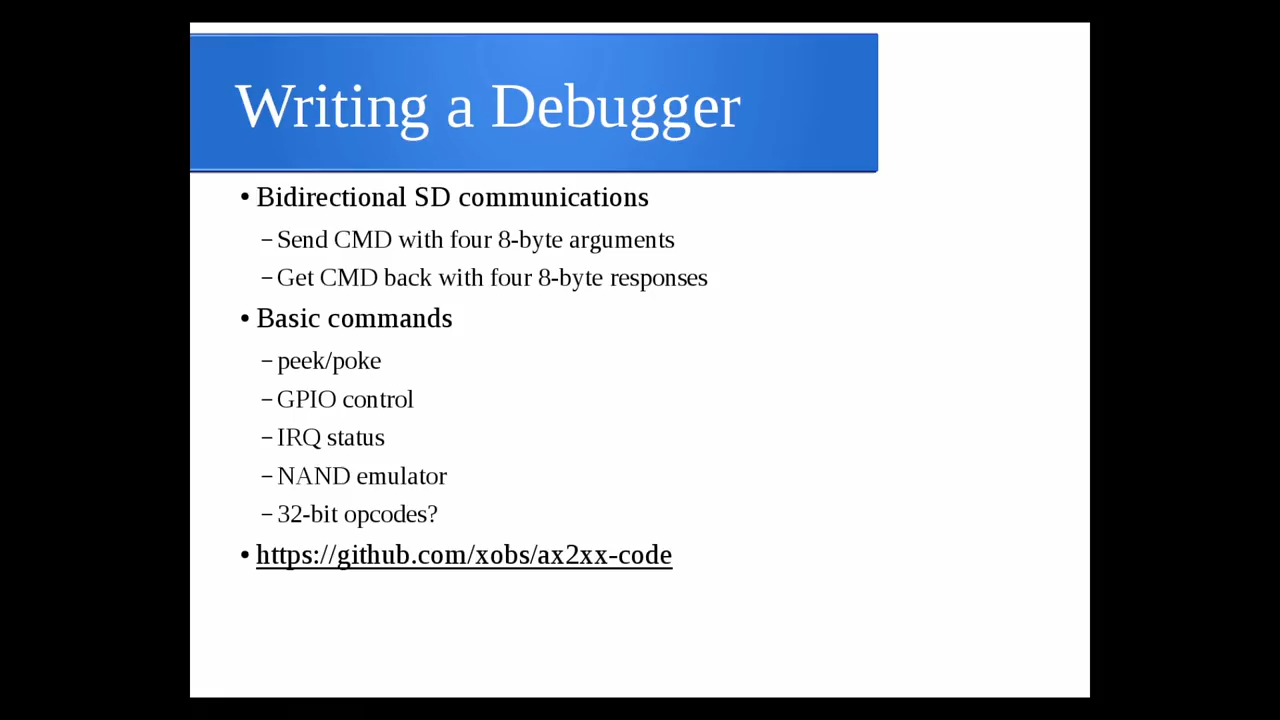 Writing a Debugger
• Bidirectional SD communications
– Send CMD with four 8-byte arguments
– Get CMD back with four 8-byte responses
• Basic commands
– peek/poke
– GPIO control
– IRQ status
– NAND emulator
– 32-bit opcodes?
• https://github.com/xobs/ax2xx-code